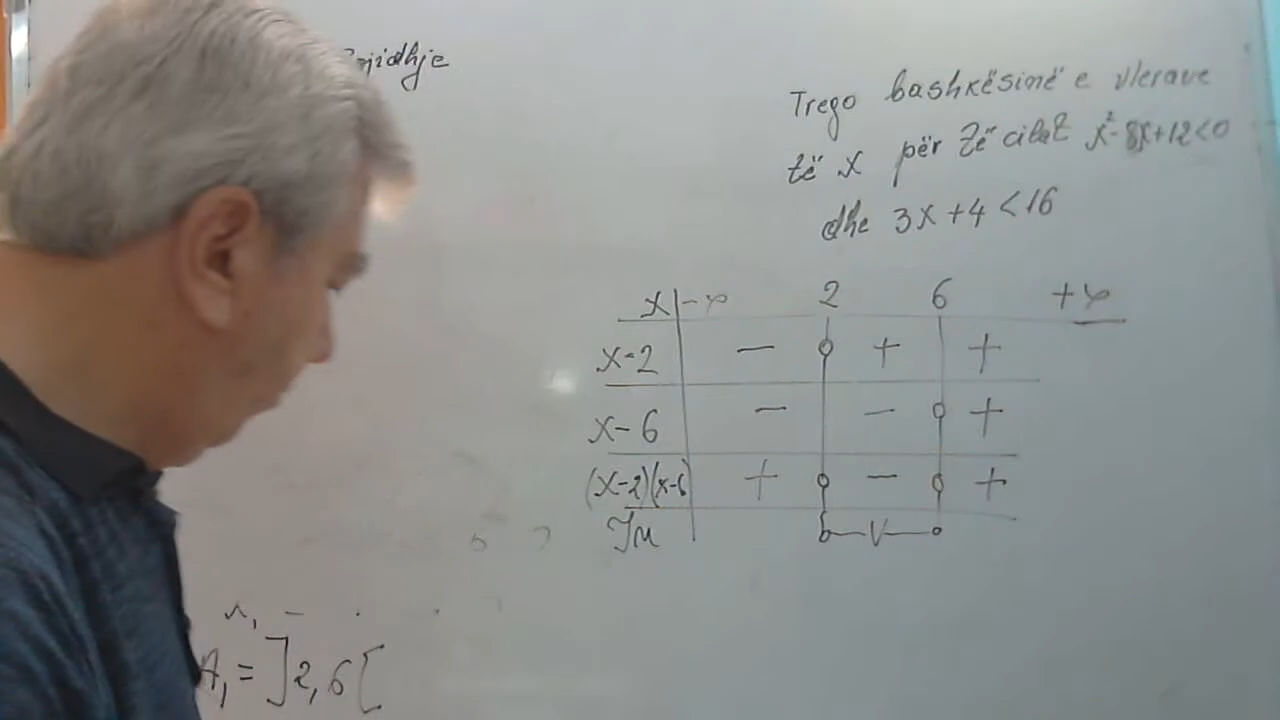 Trego bashkësinë e vlerave
të x për të cilat x²-8x+12<0
dhe 3x+4<16
x -∞ 2 6 +∞
x-2 - + +
x-6 - - +
(x-2)(x-6) + - +
A₁ = ]2,6[